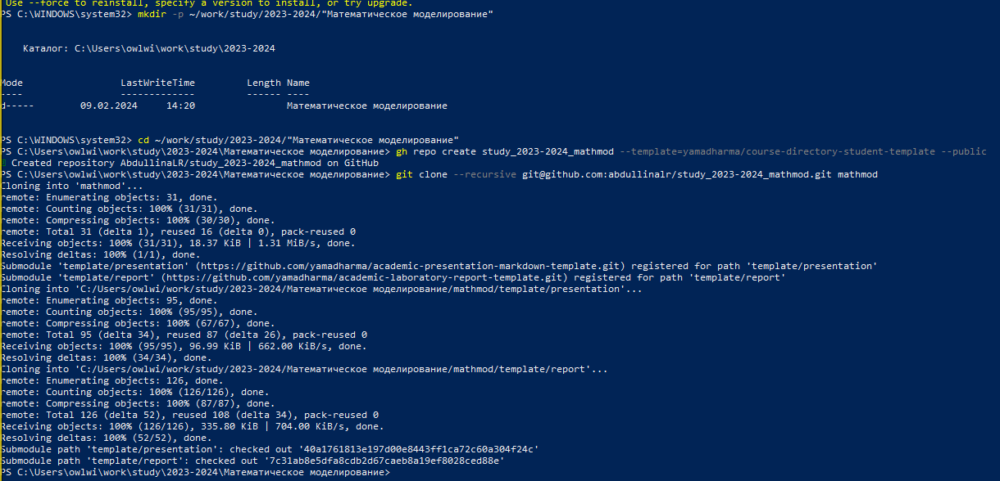 Use --force to reinstall, specify a version to install, or try upgrade.
PS C:\WINDOWS\system32> mkdir -p ~/work/study/2023-2024/"Математическое моделирование"
Каталог: C:\Users\owlwi\work\study\2023-2024
Mode LastWriteTime Length Name
---- ------------- ------ ----
d----- 09.02.2024 14:20 Математическое моделирование
PS C:\WINDOWS\system32> cd ~/work/study/2023-2024/"Математическое моделирование"
PS C:\Users\owlwi\work\study\2023-2024\Математическое моделирование> gh repo create study_2023-2024_mathmod --template=yamadharma/course-directory-student-template --public
Created repository AbdullinaLR/study_2023-2024_mathmod on GitHub
PS C:\Users\owlwi\work\study\2023-2024\Математическое моделирование> git clone --recursive git@github.com:abdullinalr/study_2023-2024_mathmod.git mathmod
Cloning into 'mathmod'...
remote: Enumerating objects: 31, done.
remote: Counting objects: 100% (31/31), done.
remote: Compressing objects: 100% (30/30), done.
remote: Total 31 (delta 1), reused 16 (delta 0), pack-reused 0
Receiving objects: 100% (31/31), 18.37 KiB | 1.31 MiB/s, done.
Resolving deltas: 100% (1/1), done.
Submodule 'template/presentation' (https://github.com/yamadharma/academic-presentation-markdown-template.git) registered for path 'template/presentation'
Submodule 'template/report' (https://github.com/yamadharma/academic-laboratory-report-template.git) registered for path 'template/report'
Cloning into 'C:/Users/owlwi/work/study/2023-2024/Математическое моделирование/mathmod/template/presentation'...
remote: Enumerating objects: 95, done.
remote: Counting objects: 100% (95/95), done.
remote: Compressing objects: 100% (67/67), done.
remote: Total 95 (delta 34), reused 87 (delta 26), pack-reused 0
Receiving objects: 100% (95/95), 96.99 KiB | 662.00 KiB/s, done.
Resolving deltas: 100% (34/34), done.
Cloning into 'C:/Users/owlwi/work/study/2023-2024/Математическое моделирование/mathmod/template/report'...
remote: Enumerating objects: 126, done.
remote: Counting objects: 100% (126/126), done.
remote: Compressing objects: 100% (87/87), done.
remote: Total 126 (delta 52), reused 108 (delta 34), pack-reused 0
Receiving objects: 100% (126/126), 335.80 KiB | 704.00 KiB/s, done.
Resolving deltas: 100% (52/52), done.
Submodule path 'template/presentation': checked out '40a1761813e197d00e8443ff1ca72c60a304f24c'
Submodule path 'template/report': checked out '7c31ab8e5dfa8cdb2d67caeb8a19ef8028ced88e'
PS C:\Users\owlwi\work\study\2023-2024\Математическое моделирование>